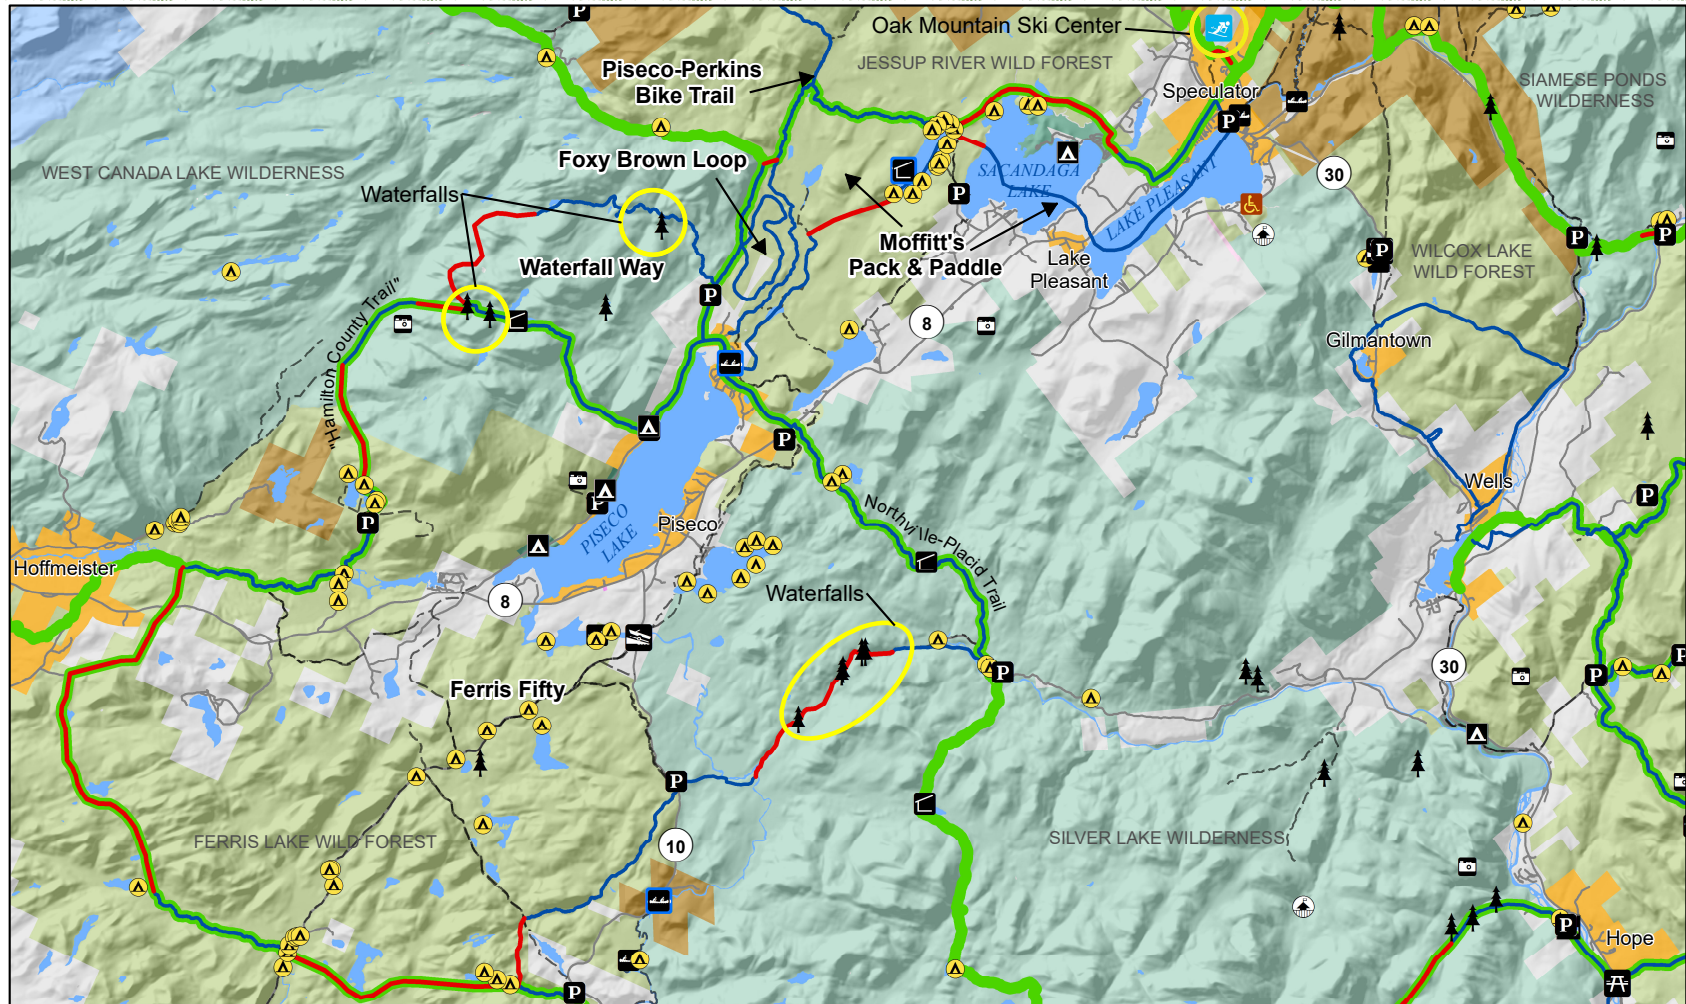 Oak Mountain Ski Center
Piseco-Perkins
Bike Trail
JESSUP RIVER WILD FOREST
SIAMESE PONDS
WILDERNESS
Speculator
P
P
WEST CANADA LAKE WILDERNESS
Foxy Brown Loop
Waterfalls
SACANDAGA
LAKE
LAKE PLEASANT
30
P
Moffitt's
Pack & Paddle
Lake
Pleasant
WILCOX LAKE
WILD FOREST
P
P
P
Waterfall Way
P
8
Gilmantown
"Hamilton County Trail"
P
Wells
P
P
P
PISECO
LAKE
Piseco
Northville-Placid Trail
Hoffmeister
8
Waterfalls
30
P
P
P
Ferris Fifty
P
P
FERRIS LAKE WILD FOREST
10
SILVER LAKE WILDERNESS
P
Hope
P